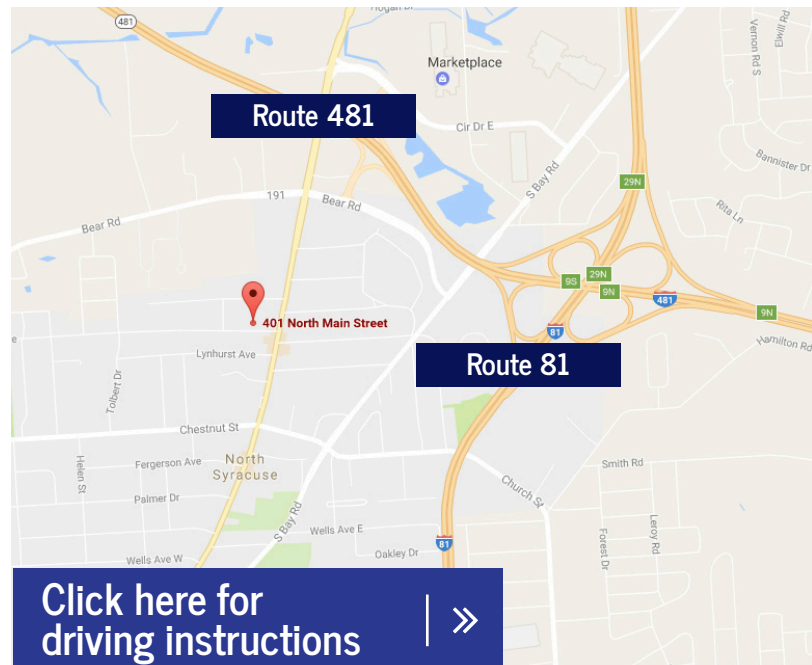 Hogan Dr
481
Marketplace
Route 481
Cir Dr E
S Bay Rd
Vernon Rd S
Elwill Rd
Bannister Dr
29N
Rita Ln
191
Bear Rd
Bear Rd
9S
29N
9N
481
9N
401 North Main Street
81
Hamilton Rd
Lynhurst Ave
Route 81
Tolbert Dr
Chestnut St
Helen St
Fergerson Ave
North
Syracuse
Smith Rd
Palmer Dr
Church St
S Bay Rd
Wells Ave E
Forest Dr
Leroy Rd
81
Oakley Dr
Wells Ave W
Click here for
driving instructions